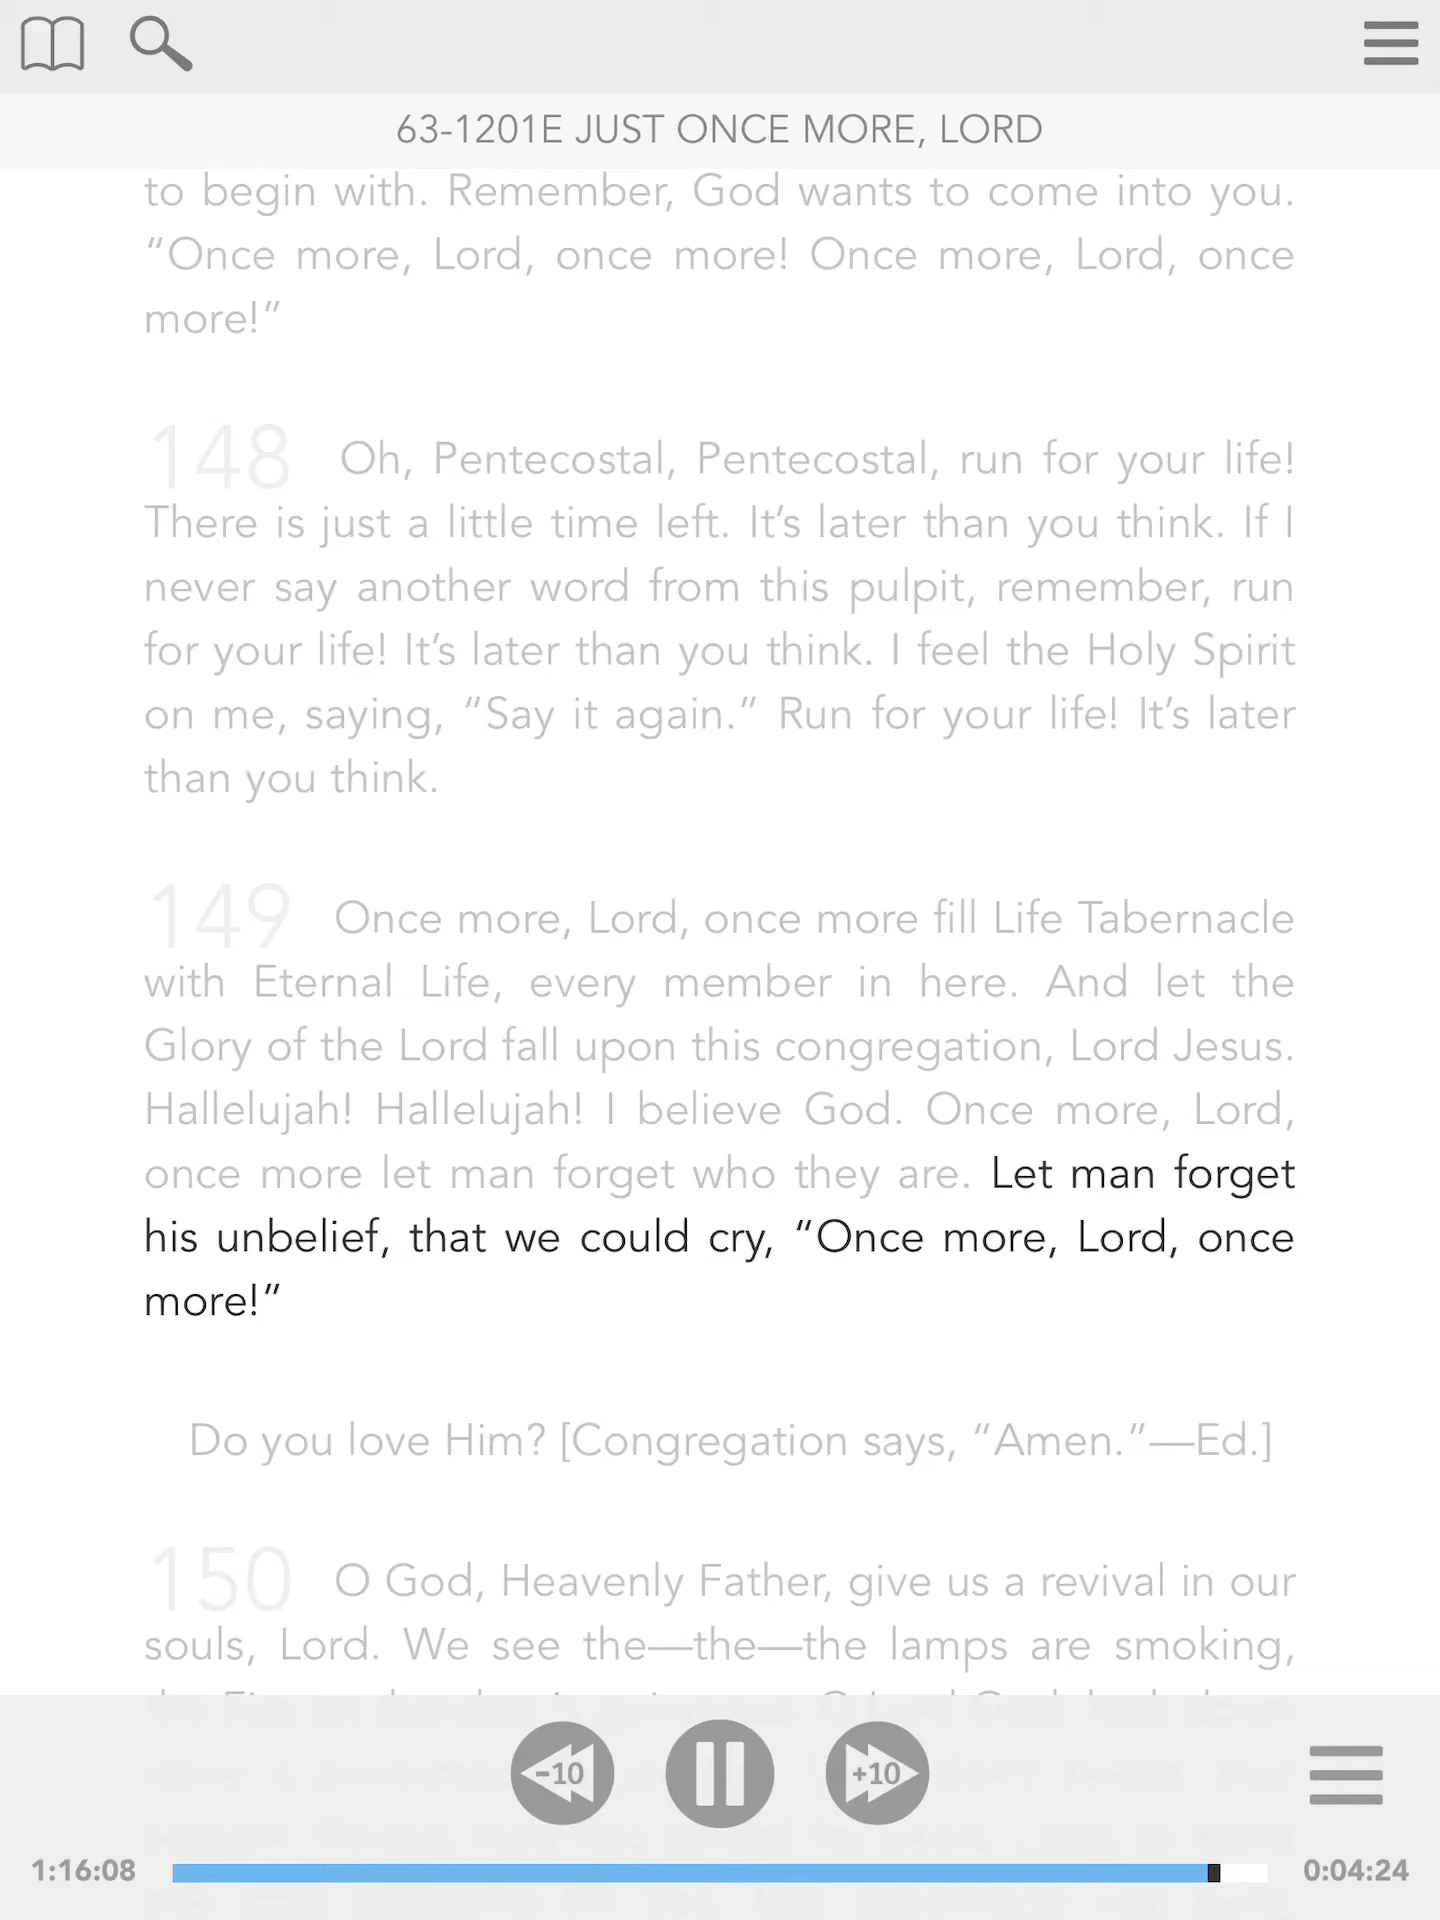 63-1201E JUST ONCE MORE, LORD
to begin with. Remember, God wants to come into you.
“Once more, Lord, once more! Once more, Lord, once
more!”
148 Oh, Pentecostal, Pentecostal, run for your life!
There is just a little time left. It’s later than you think. If I
never say another word from this pulpit, remember, run
for your life! It’s later than you think. I feel the Holy Spirit
on me, saying, “Say it again.” Run for your life! It’s later
than you think.
149 Once more, Lord, once more fill Life Tabernacle
with Eternal Life, every member in here. And let the
Glory of the Lord fall upon this congregation, Lord Jesus.
Hallelujah! Hallelujah! I believe God. Once more, Lord,
once more let man forget who they are. Let man forget
his unbelief, that we could cry, “Once more, Lord, once
more!”
Do you love Him? [Congregation says, “Amen.”—Ed.]
150 O God, Heavenly Father, give us a revival in our
souls, Lord. We see the—the—the lamps are smoking,
-10 +10
1:16:08 0:04:24